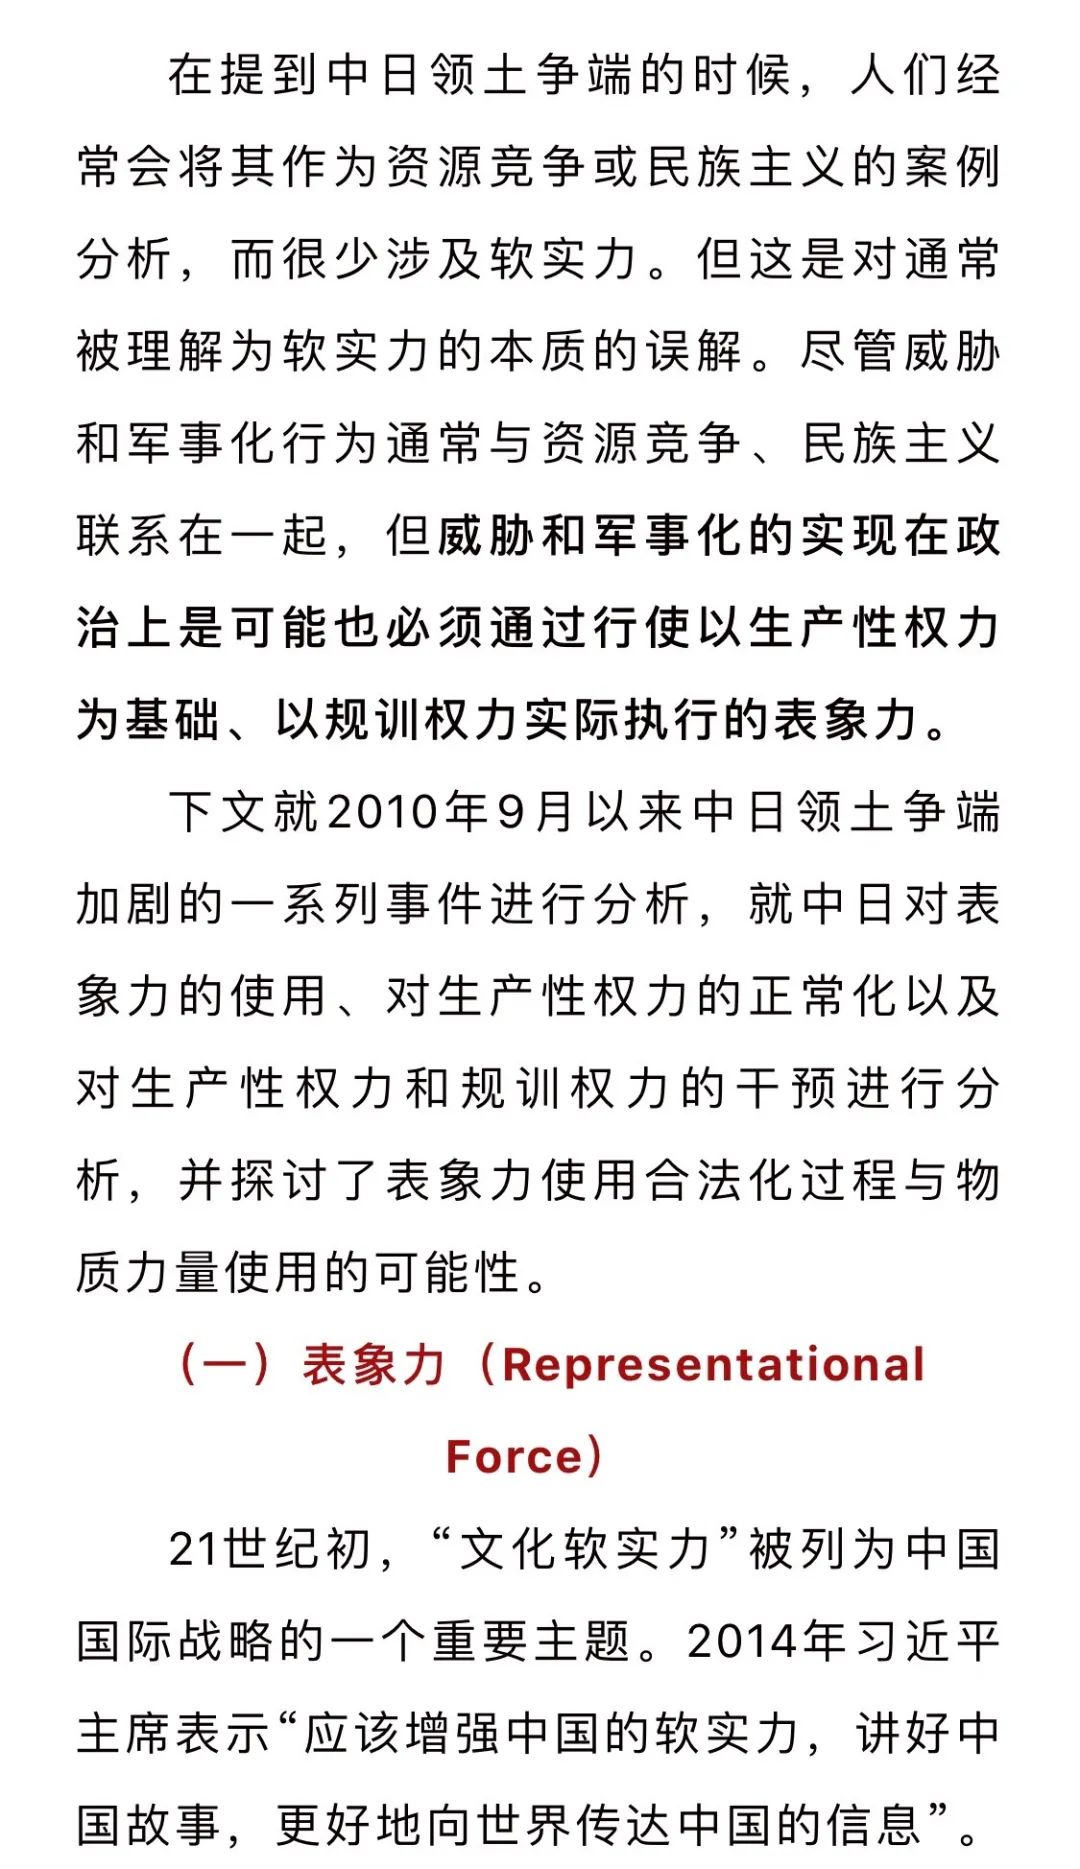 在提到中日领土争端的时候，人们经
常会将其作为资源竞争或民族主义的案例
分析，而很少涉及软实力。但这是对通常
被理解为软实力的本质的误解。尽管威胁
和军事化行为通常与资源竞争、民族主义
联系在一起，但威胁和军事化的实现在政
治上是可能也必须通过行使以生产性权力
为基础、以规训权力实际执行的表象力。
下文就2010年9月以来中日领土争端
加剧的一系列事件进行分析，就中日对表
象力的使用、对生产性权力的正常化以及
对生产性权力和规训权力的干预进行分
析，并探讨了表象力使用合法化过程与物
质力量使用的可能性。
（一）表象力（Representational
Force）
21世纪初，“文化软实力”被列为中国
国际战略的一个重要主题。2014年习近平
主席表示“应该增强中国的软实力，讲好中
国故事，更好地向世界传达中国的信息”。